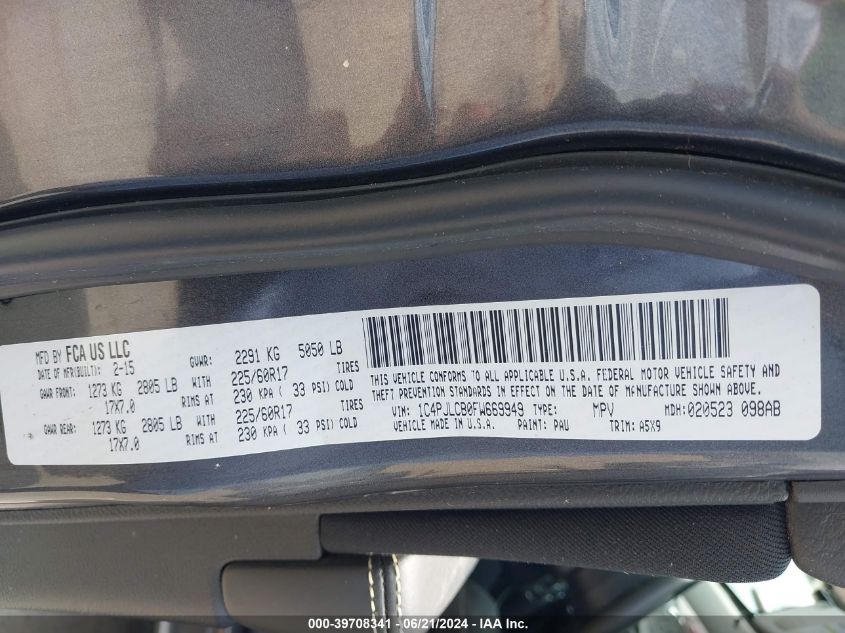 MFD BY FCA US LLC
DATE OF MFR(BUILT): 2-15 GVWR: 2291 KG 5050 LB
GAWR FRONT: 1273 KG 2805 LB WITH 225/60R17 TIRES
17X7.0 RIMS AT 230 KPA ( 33 PSI) COLD
GAWR REAR: 1273 KG 2805 LB WITH 225/60R17 TIRES
17X7.0 RIMS AT 230 KPA ( 33 PSI) COLD
THIS VEHICLE CONFORMS TO ALL APPLICABLE U.S.A. FEDERAL MOTOR VEHICLE SAFETY AND
THEFT PREVENTION STANDARDS IN EFFECT ON THE DATE OF MANUFACTURE SHOWN ABOVE.
VIN: 1C4PJLCB0FW669949 TYPE: MPV MDH: 020523 098AB
VEHICLE MADE IN U.S.A. PAINT: PAU TRIM: A5X9
000-39708341 / 06/21/2024 - IAA Inc.